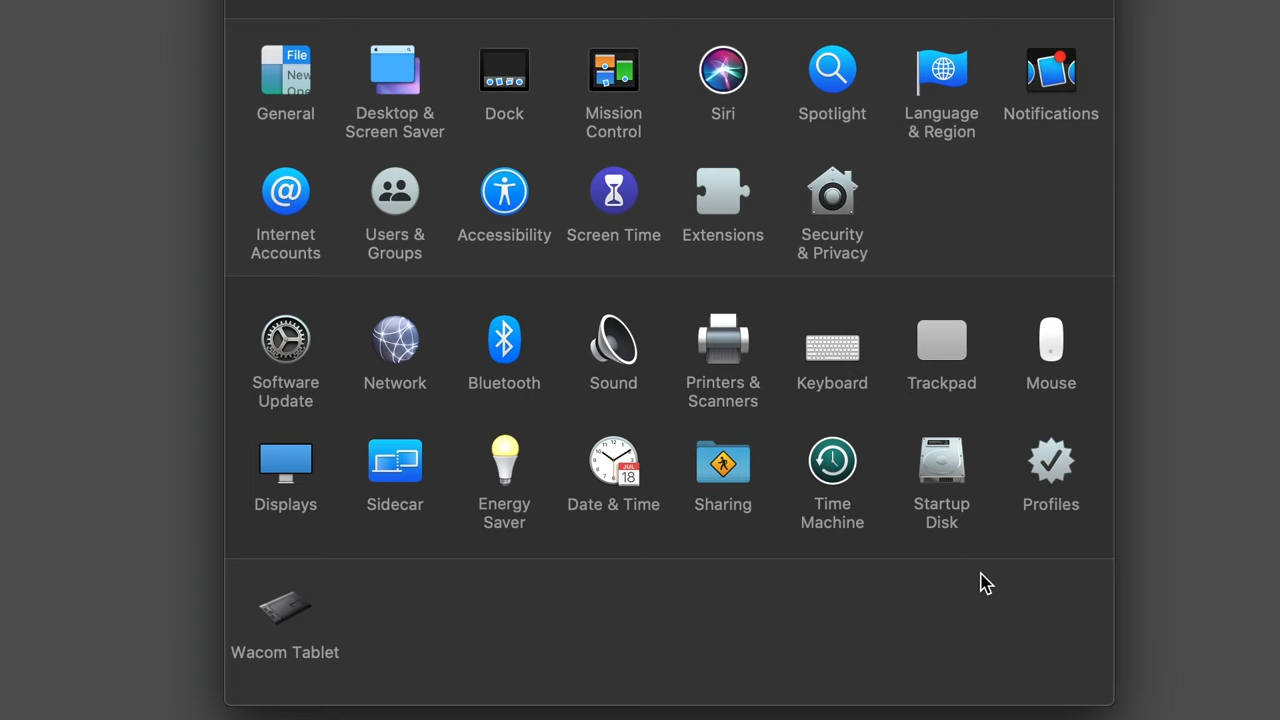 File
New
Ope
General
Desktop &
Screen Saver
Dock
Mission
Control
Siri
Spotlight
Language
& Region
Notifications
@
Internet
Accounts
Users &
Groups
Accessibility
Screen Time
Extensions
Security
& Privacy
Software
Update
Network
Bluetooth
Sound
Printers &
Scanners
Keyboard
Trackpad
Mouse
Displays
Sidecar
Energy
Saver
JUL
18
Date & Time
Sharing
Time
Machine
Startup
Disk
Profiles
Wacom Tablet